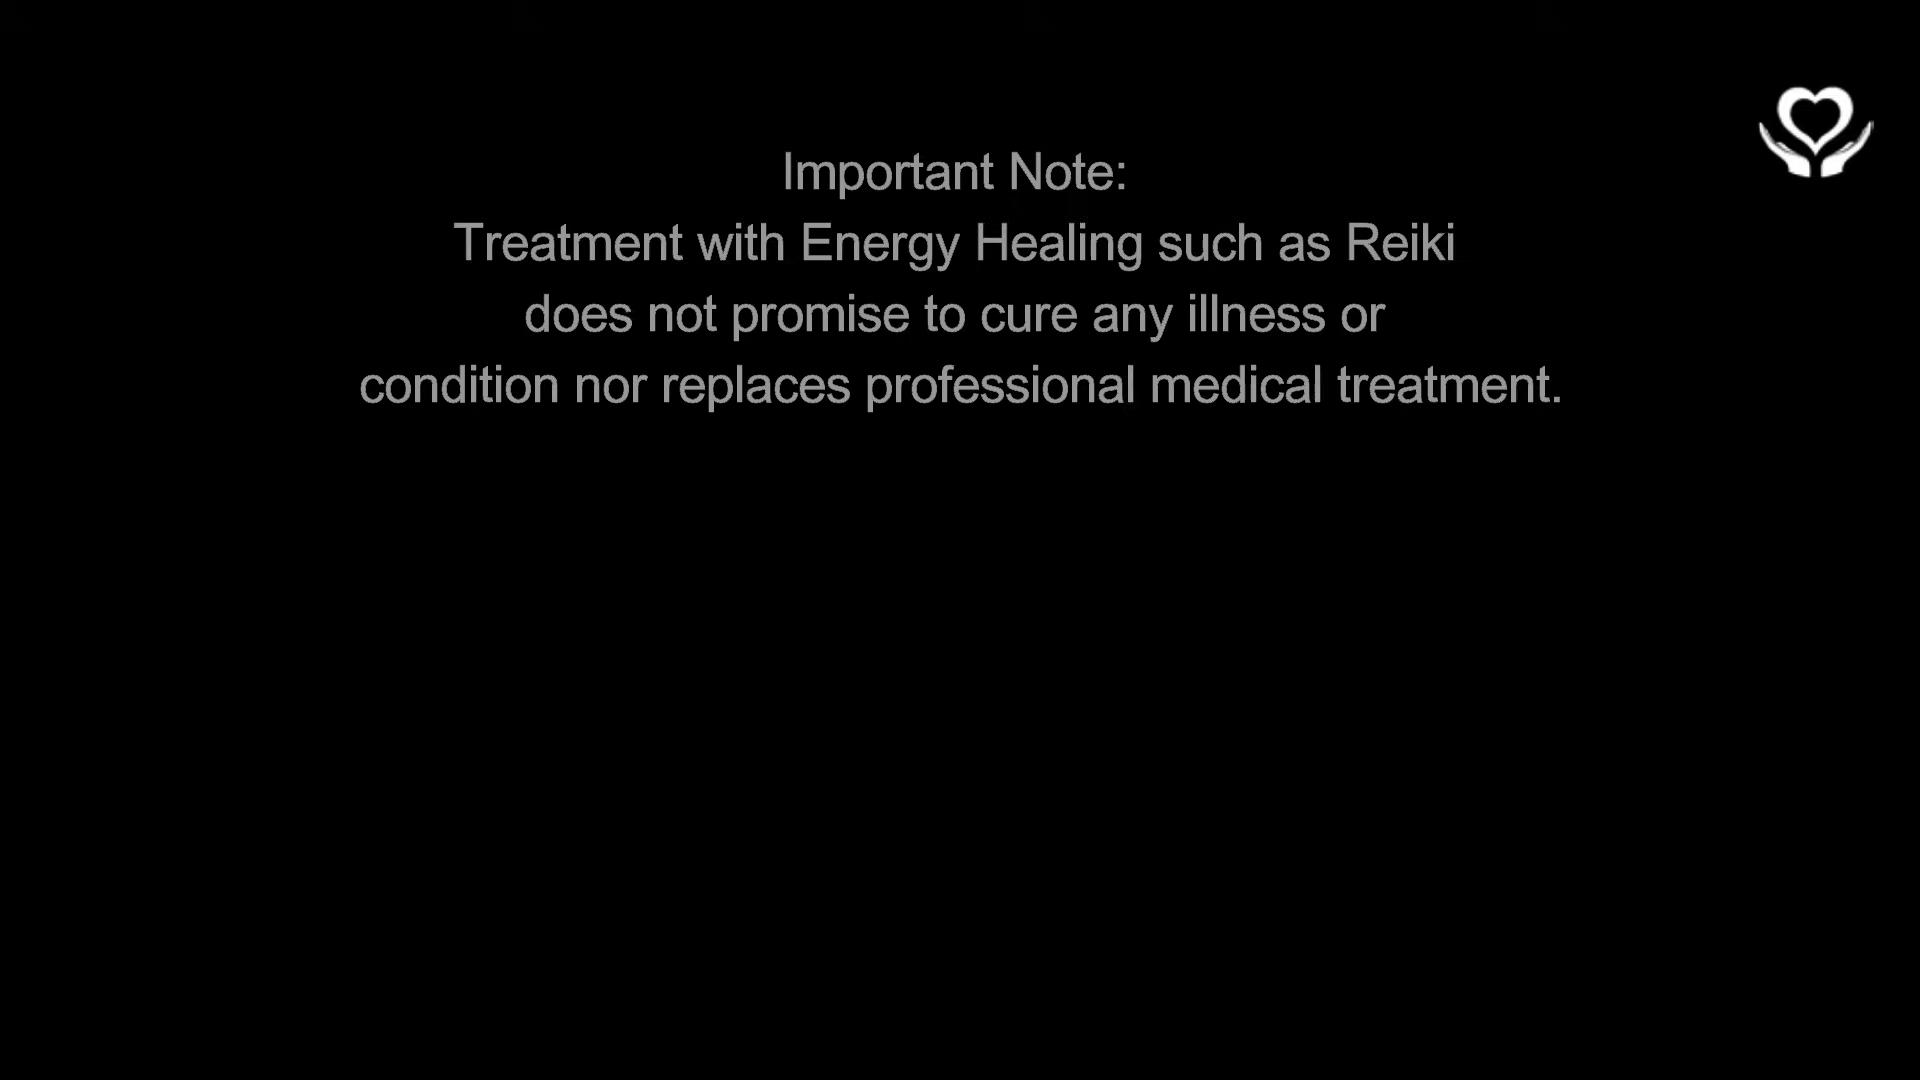 Important Note:
Treatment with Energy Healing such as Reiki
does not promise to cure any illness or
condition nor replaces professional medical treatment.